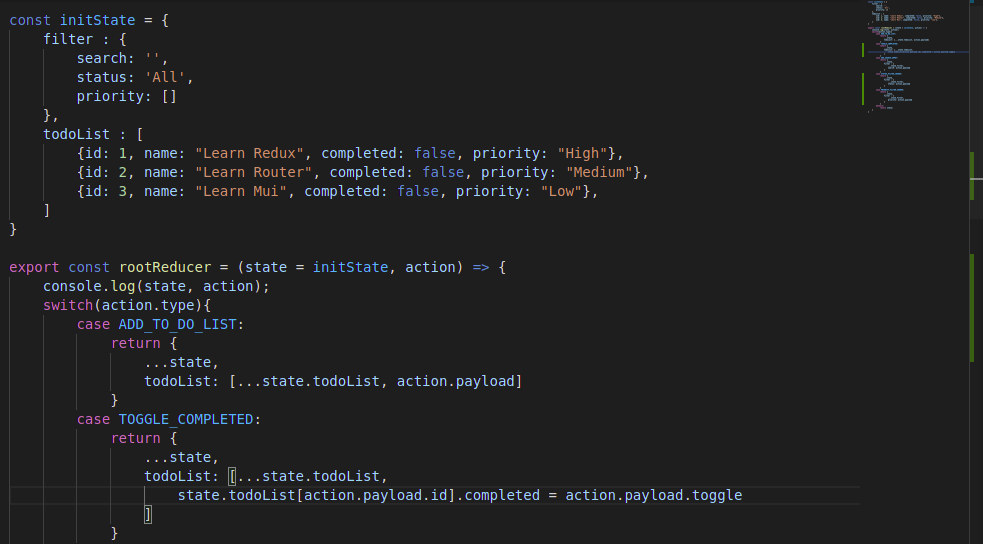 const initState = {
    filter : {
        search: '',
        status: 'All',
        priority: []
    },
    todoList : [
        {id: 1, name: "Learn Redux", completed: false, priority: "High"},
        {id: 2, name: "Learn Router", completed: false, priority: "Medium"},
        {id: 3, name: "Learn Mui", completed: false, priority: "Low"},
    ]
}

export const rootReducer = (state = initState, action) => {
    console.log(state, action);
    switch(action.type){
        case ADD_TO_DO_LIST:
            return {
                ...state,
                todoList: [...state.todoList, action.payload]
            }
        case TOGGLE_COMPLETED:
            return {
                ...state,
                todoList: [...state.todoList,
                    state.todoList[action.payload.id].completed = action.payload.toggle
                ]
            }